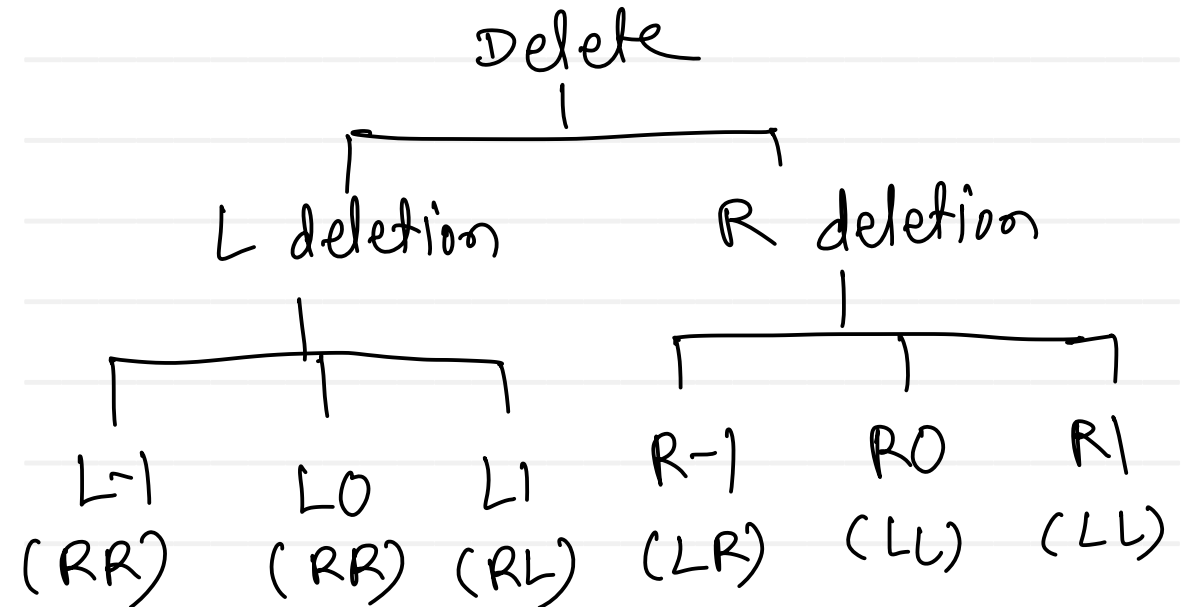 Delete
L deletion R deletion
L-1 L0 L1 R-1 R0 R1
(RR) (RR) (RL) (LR) (LL) (LL)